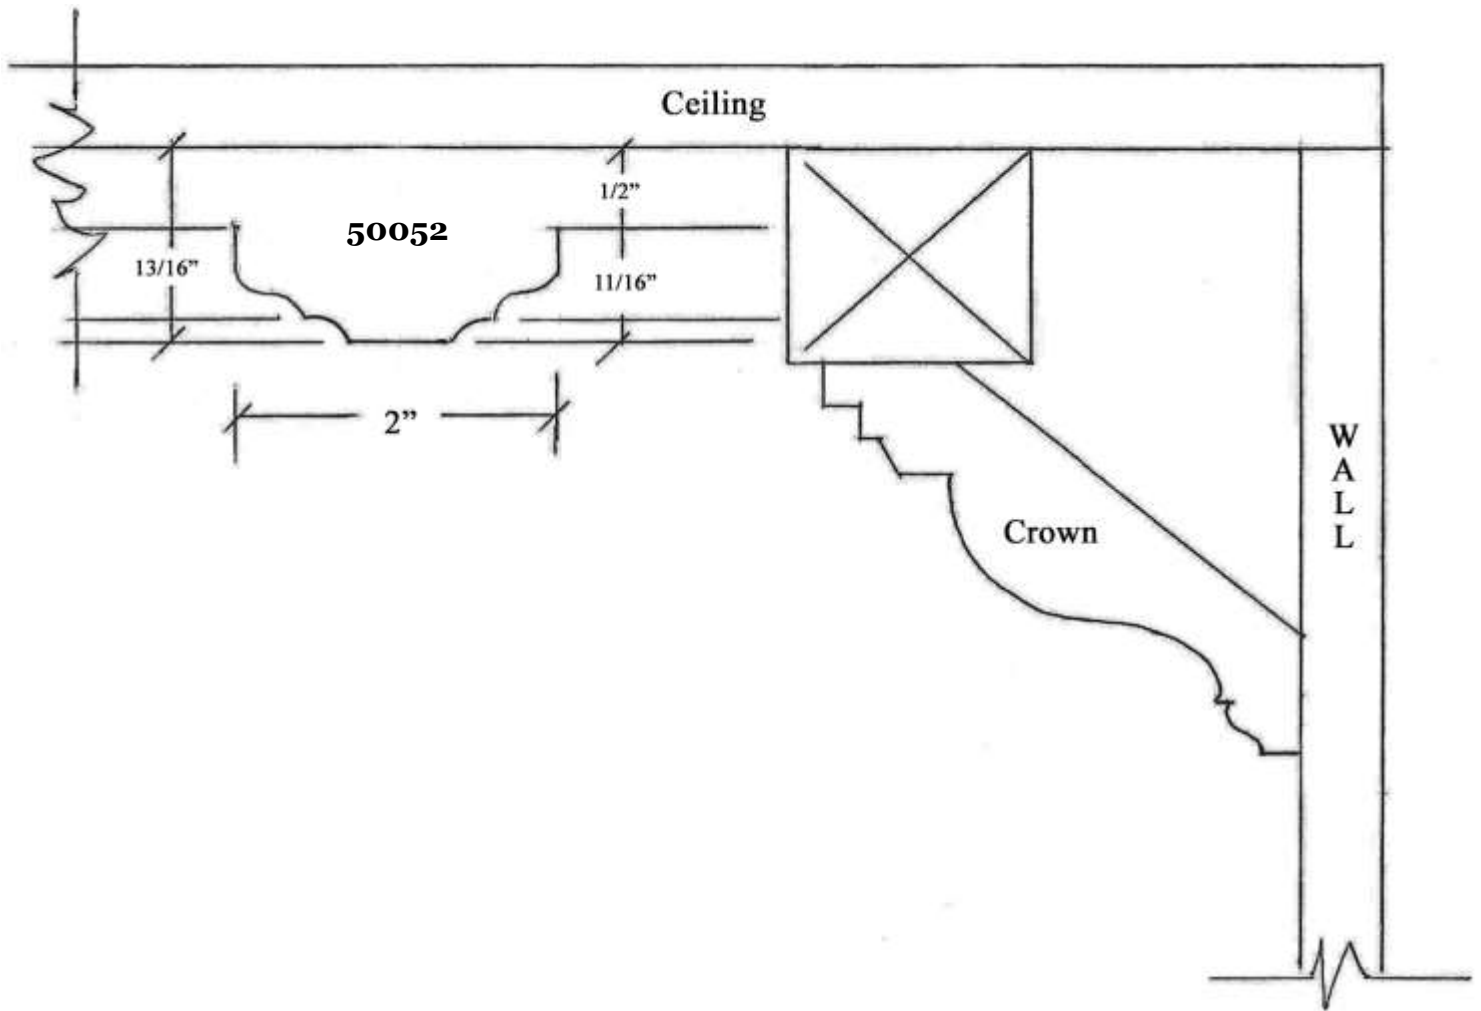 Ceiling
1/2”
50052
13/16”
11/16”
2”
W
A
L
L
Crown